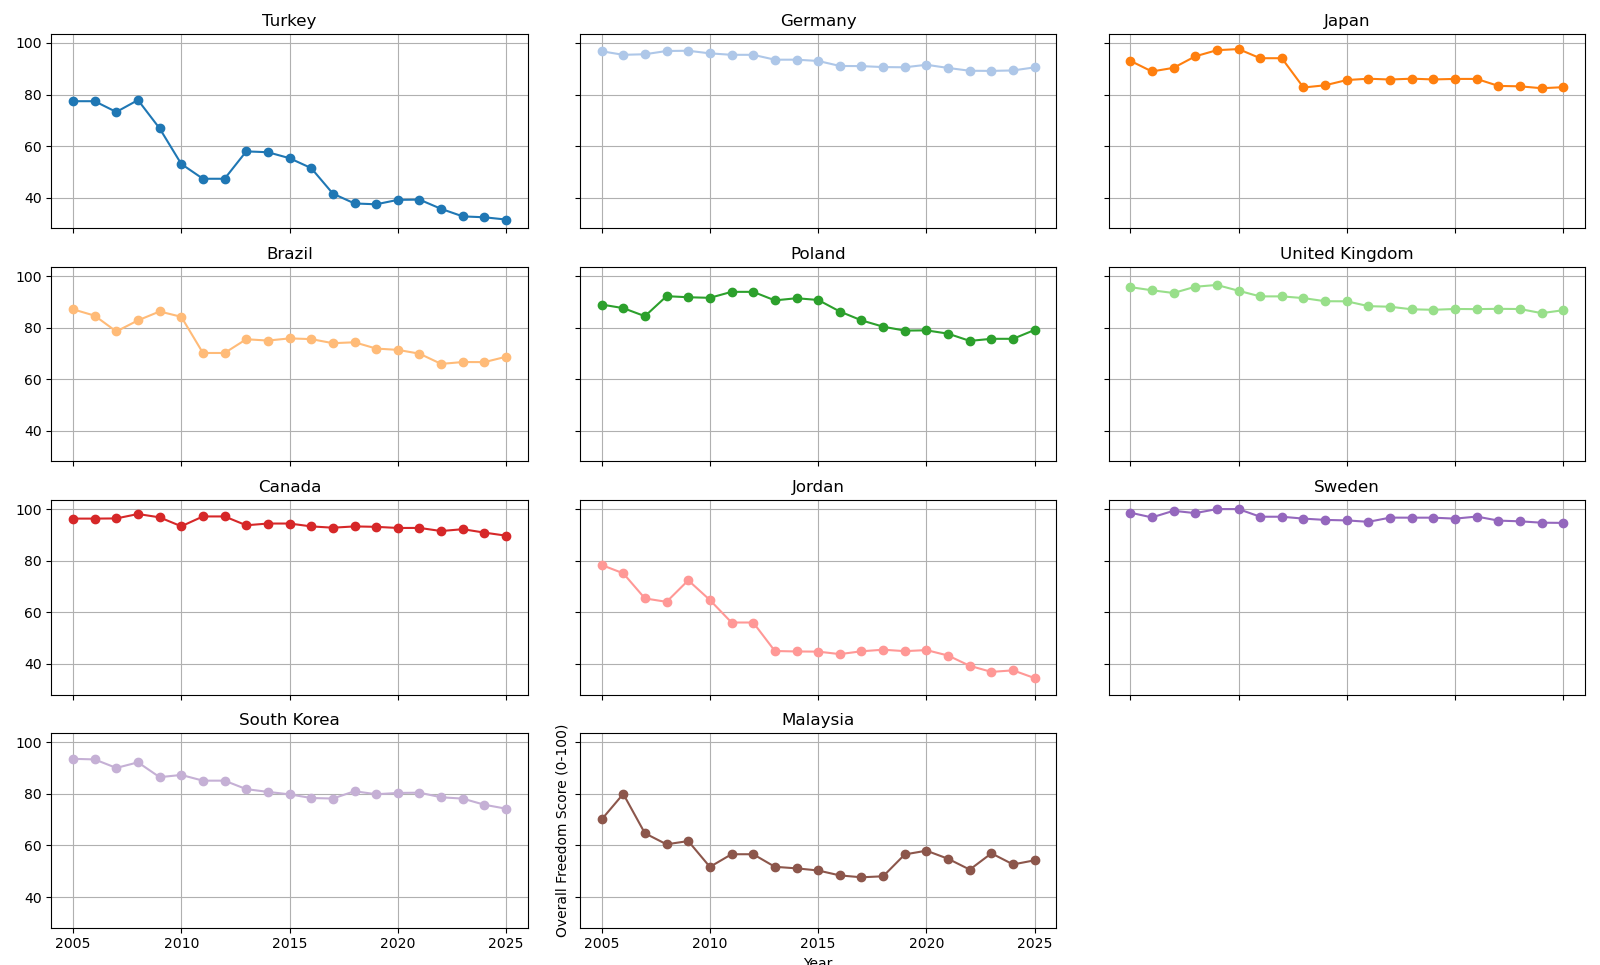 Turkey
Germany
Japan
100
80
60
40
Brazil
Poland
United Kingdom
100
80
60
40
Canada
Jordan
Sweden
100
80
60
40
South Korea
Malaysia
100
80
60
40
Overall Freedom Score (0-100)
2005 2010 2015 2020 2025
2005 2010 2015 2020 2025
Year